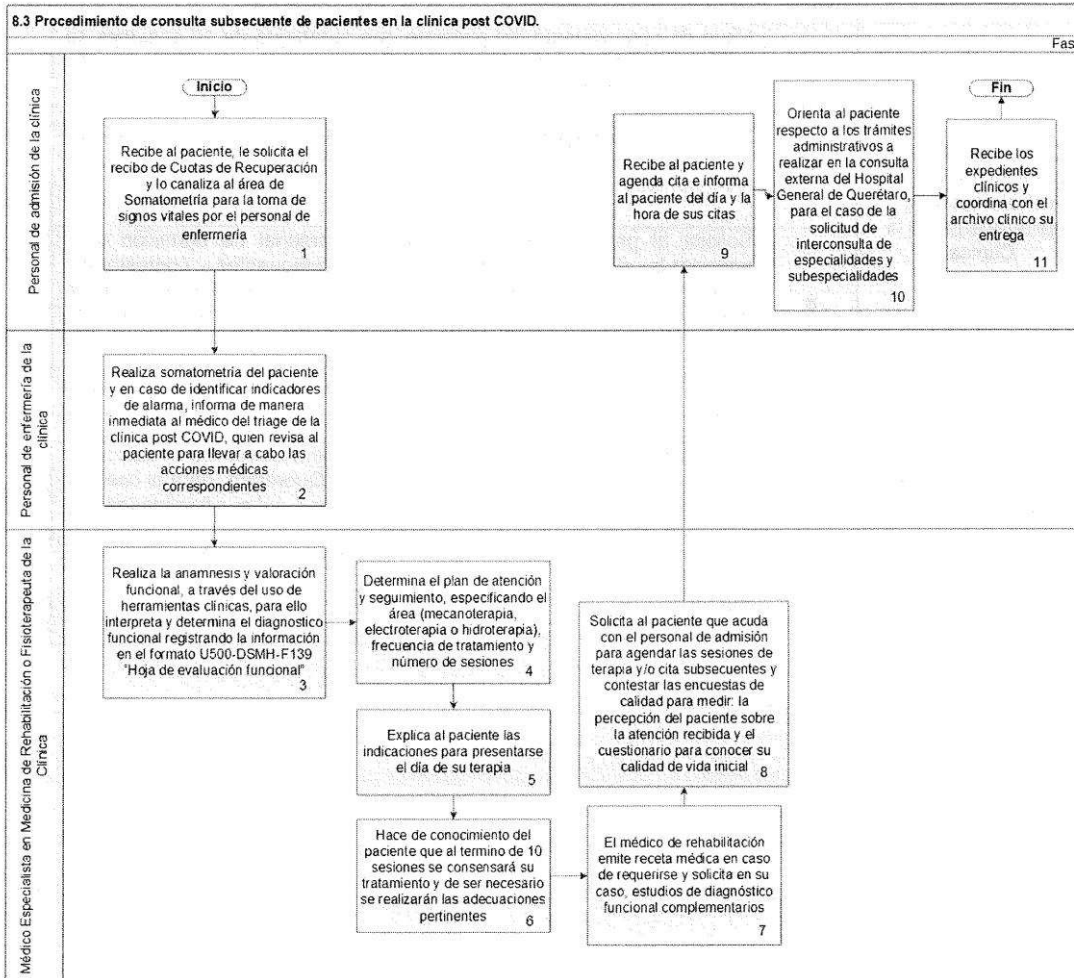 8.3 Procedimiento de consulta subsecuente de pacientes en la clínica post COVID.
Fas
Personal de admisión de la clínica
Inicio
Recibe al paciente, le solicita el
recibo de Cuotas de Recuperación
y lo canaliza al área de
Somatometría para la toma de
signos vitales por el personal de
enfermería
1
Recibe al paciente y
agenda cita e informa
al paciente del día y la
hora de sus citas
9
Orienta al paciente
respecto a los trámites
administrativos a
realizar en la consulta
externa del Hospital
General de Querétaro,
para el caso de la
solicitud de
interconsulta de
especialidades y
subespecialidades
10
Fin
Recibe los
expedientes
clínicos y
coordina con el
archivo clínico su
entrega
11
Personal de enfermería de la
clínica
Realiza somatometría del paciente
y en caso de identificar indicadores
de alarma, informa de manera
inmediata al médico del triage de la
clínica post COVID, quien revisa al
paciente para llevar a cabo las
acciones médicas
correspondientes
2
Médico Especialista en Medicina de Rehabilitación o Fisioterapeuta de la
Clínica
Realiza la anamnesis y valoración
funcional, a través del uso de
herramientas clínicas, para ello
interpreta y determina el diagnostico
funcional registrando la información
en el formato U500-DSMH-F139
"Hoja de evaluación funcional"
3
Determina el plan de atención
y seguimiento, especificando el
área (mecanoterapia,
electroterapia o hidroterapia),
frecuencia de tratamiento y
número de sesiones
4
Explica al paciente las
indicaciones para presentarse
el día de su terapia
5
Hace de conocimiento del
paciente que al termino de 10
sesiones se consensará su
tratamiento y de ser necesario
se realizarán las adecuaciones
pertinentes
6
El médico de rehabilitación
emite receta médica en caso
de requerirse y solicita en su
caso, estudios de diagnóstico
funcional complementarios
7
Solicita al paciente que acuda
con el personal de admisión
para agendar las sesiones de
terapia y/o cita subsecuentes y
contestar las encuestas de
calidad para medir: la
percepción del paciente sobre
la atención recibida y el
cuestionario para conocer su
calidad de vida inicial
8